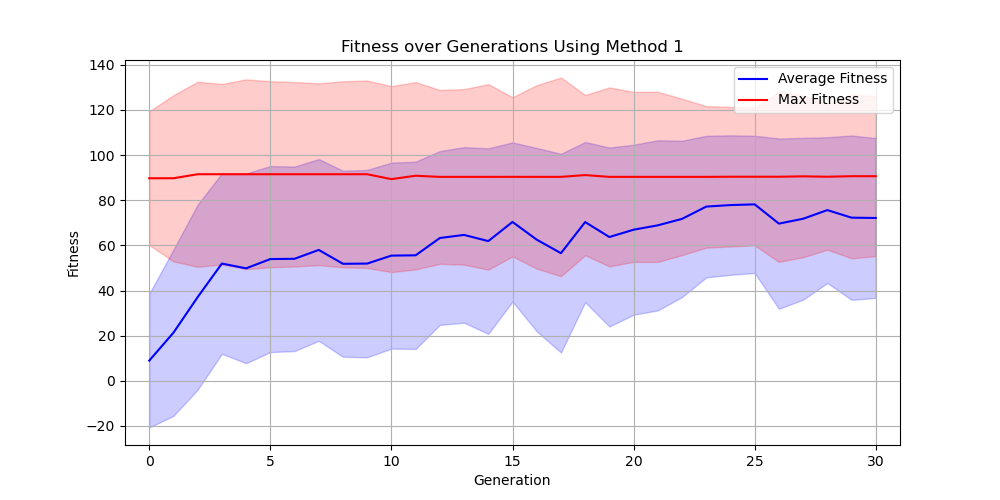 Fitness over Generations Using Method 1
140
120
100
80
60
40
20
0
−20
Fitness
Average Fitness
Max Fitness
0 5 10 15 20 25 30
Generation